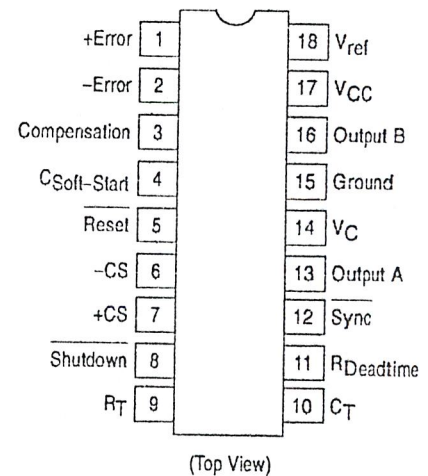 +Error 1
–Error 2
Compensation 3
CSoft–Start 4
Reset 5
–CS 6
+CS 7
Shutdown 8
RT 9
18 Vref
17 VCC
16 Output B
15 Ground
14 VC
13 Output A
12 Sync
11 RDeadtime
10 CT
(Top View)